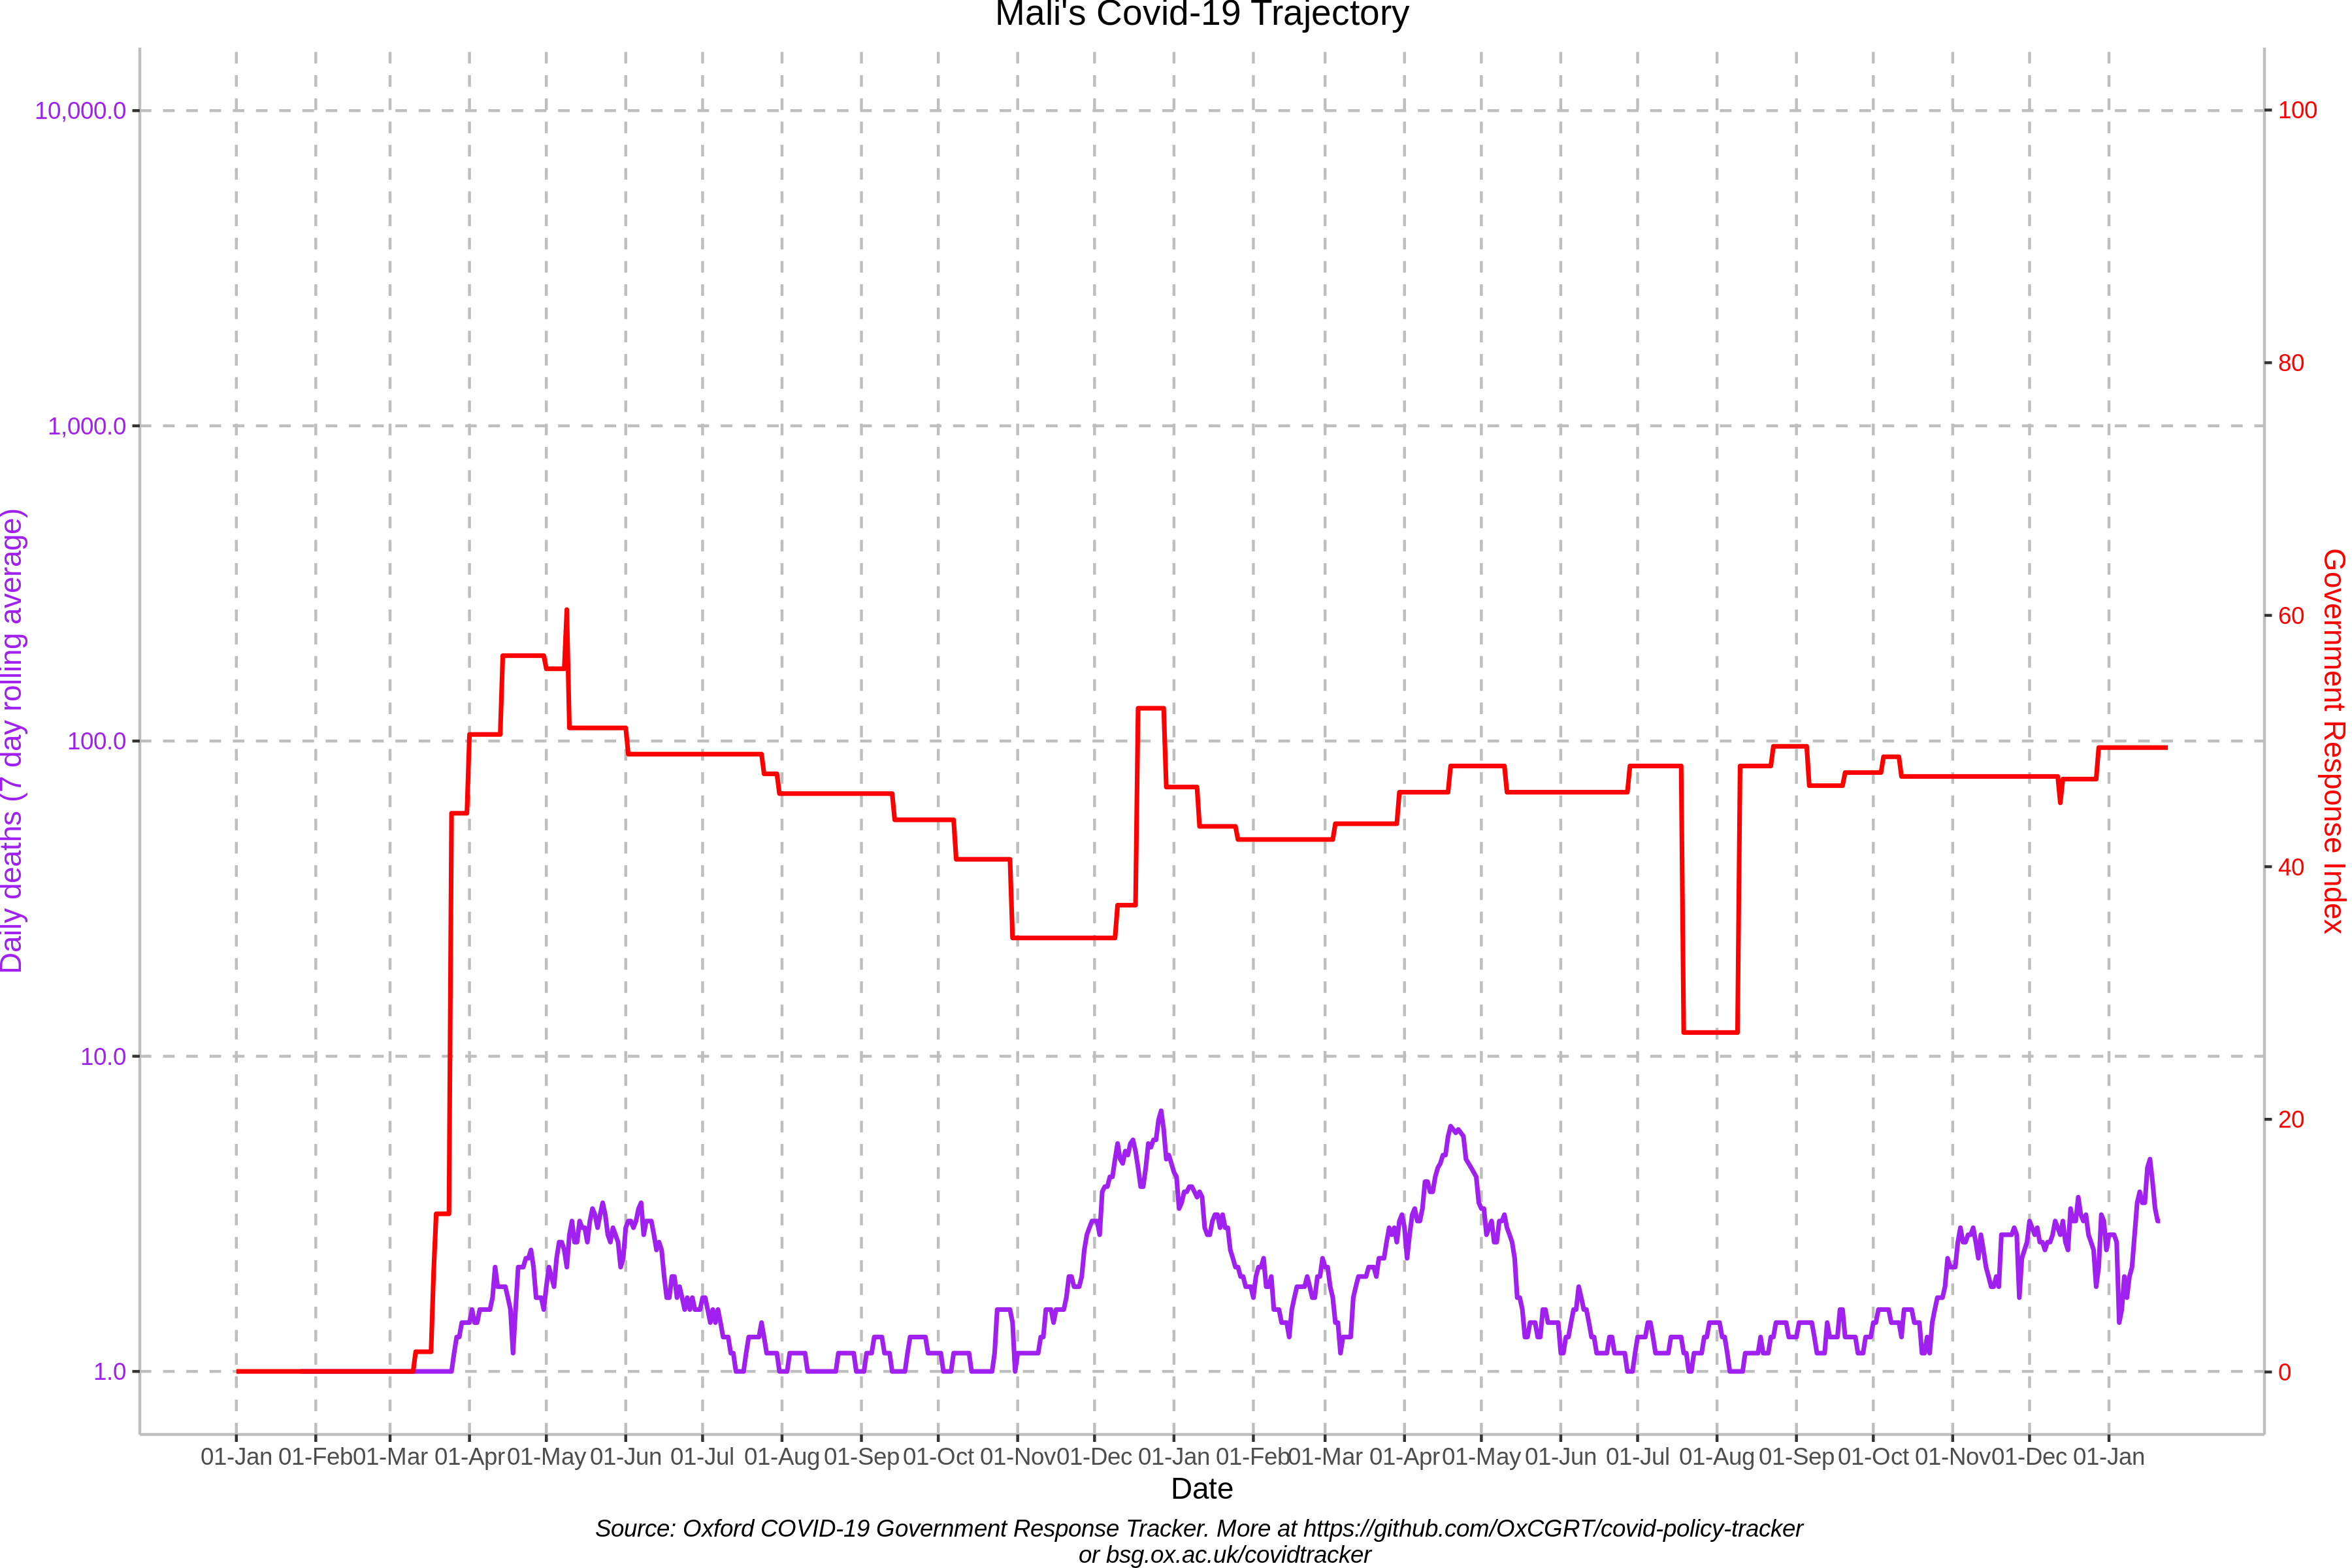 Mali's Covid-19 Trajectory
10,000.0
1,000.0
100.0
10.0
1.0
Daily deaths (7 day rolling average)
100
80
60
40
20
0
Government Response Index
01-Jan 01-Feb 01-Mar 01-Apr 01-May 01-Jun 01-Jul 01-Aug 01-Sep 01-Oct 01-Nov 01-Dec 01-Jan 01-Feb 01-Mar 01-Apr 01-May 01-Jun 01-Jul 01-Aug 01-Sep 01-Oct 01-Nov 01-Dec 01-Jan
Date
Source: Oxford COVID-19 Government Response Tracker. More at https://github.com/OxCGRT/covid-policy-tracker
or bsg.ox.ac.uk/covidtracker